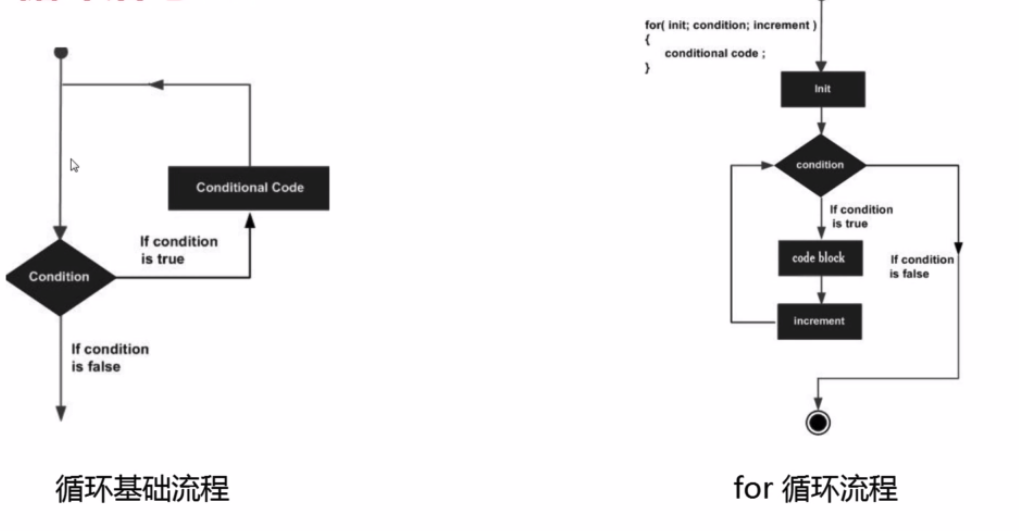 Conditional Code
If condition
is true
Condition
If condition
is false
循环基础流程
for( init; condition; increment )
{
conditional code ;
}
Init
condition
If condition
is true
code block
If condition
is false
increment
for 循环流程